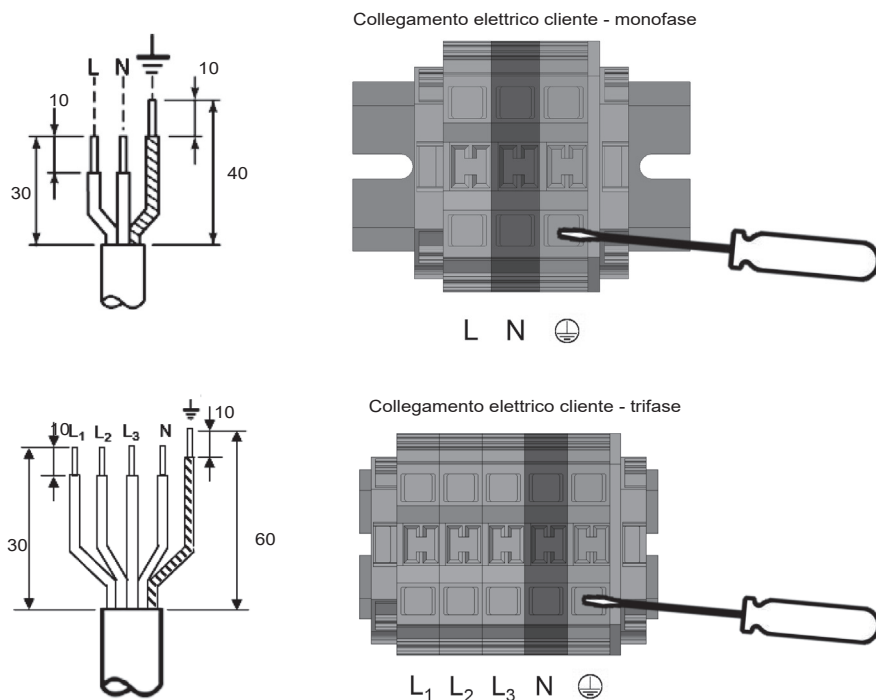 Collegamento elettrico cliente - monofase
L N
10
10
30
40
L N
Collegamento elettrico cliente - trifase
10
L₁ L₂ L₃ N
10
30
60
L₁ L₂ L₃ N